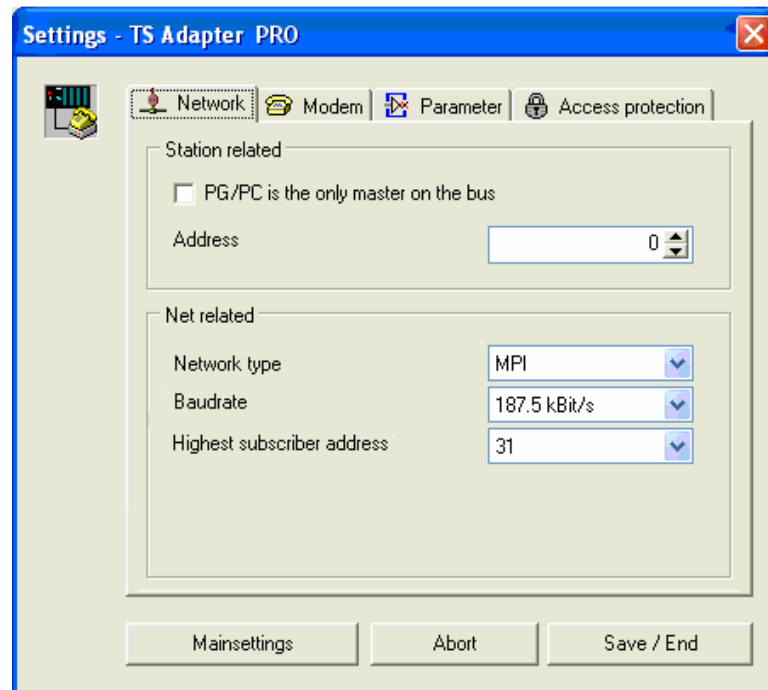 Settings - TS Adapter PRO
Network Modem Parameter Access protection
Station related
PG/PC is the only master on the bus
Address 0
Net related
Network type MPI
Baudrate 187.5 kBit/s
Highest subscriber address 31
Mainsettings Abort Save / End